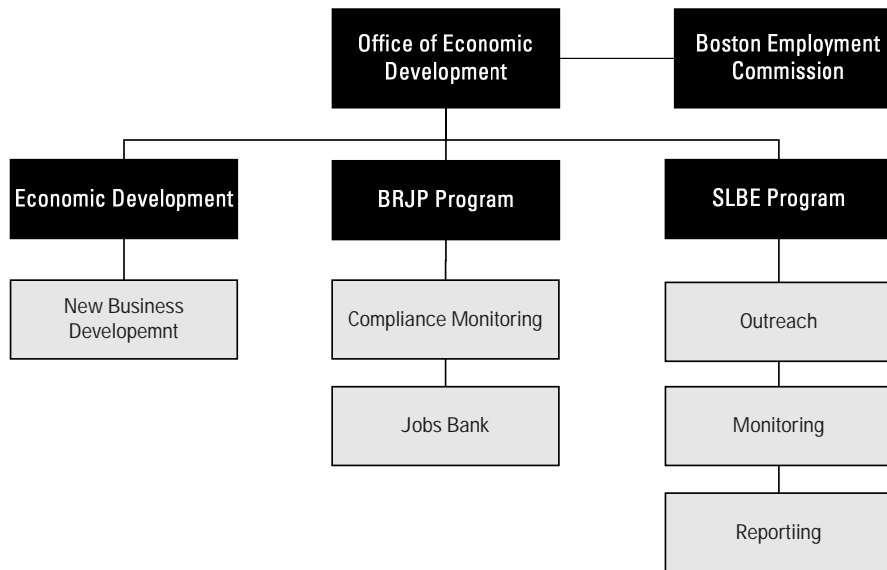 Office of Economic
Development
Boston Employment
Commission
Economic Development
BRJP Program
SLBE Program
New Business
Developemnt
Compliance Monitoring
Outreach
Jobs Bank
Monitoring
Reportiing